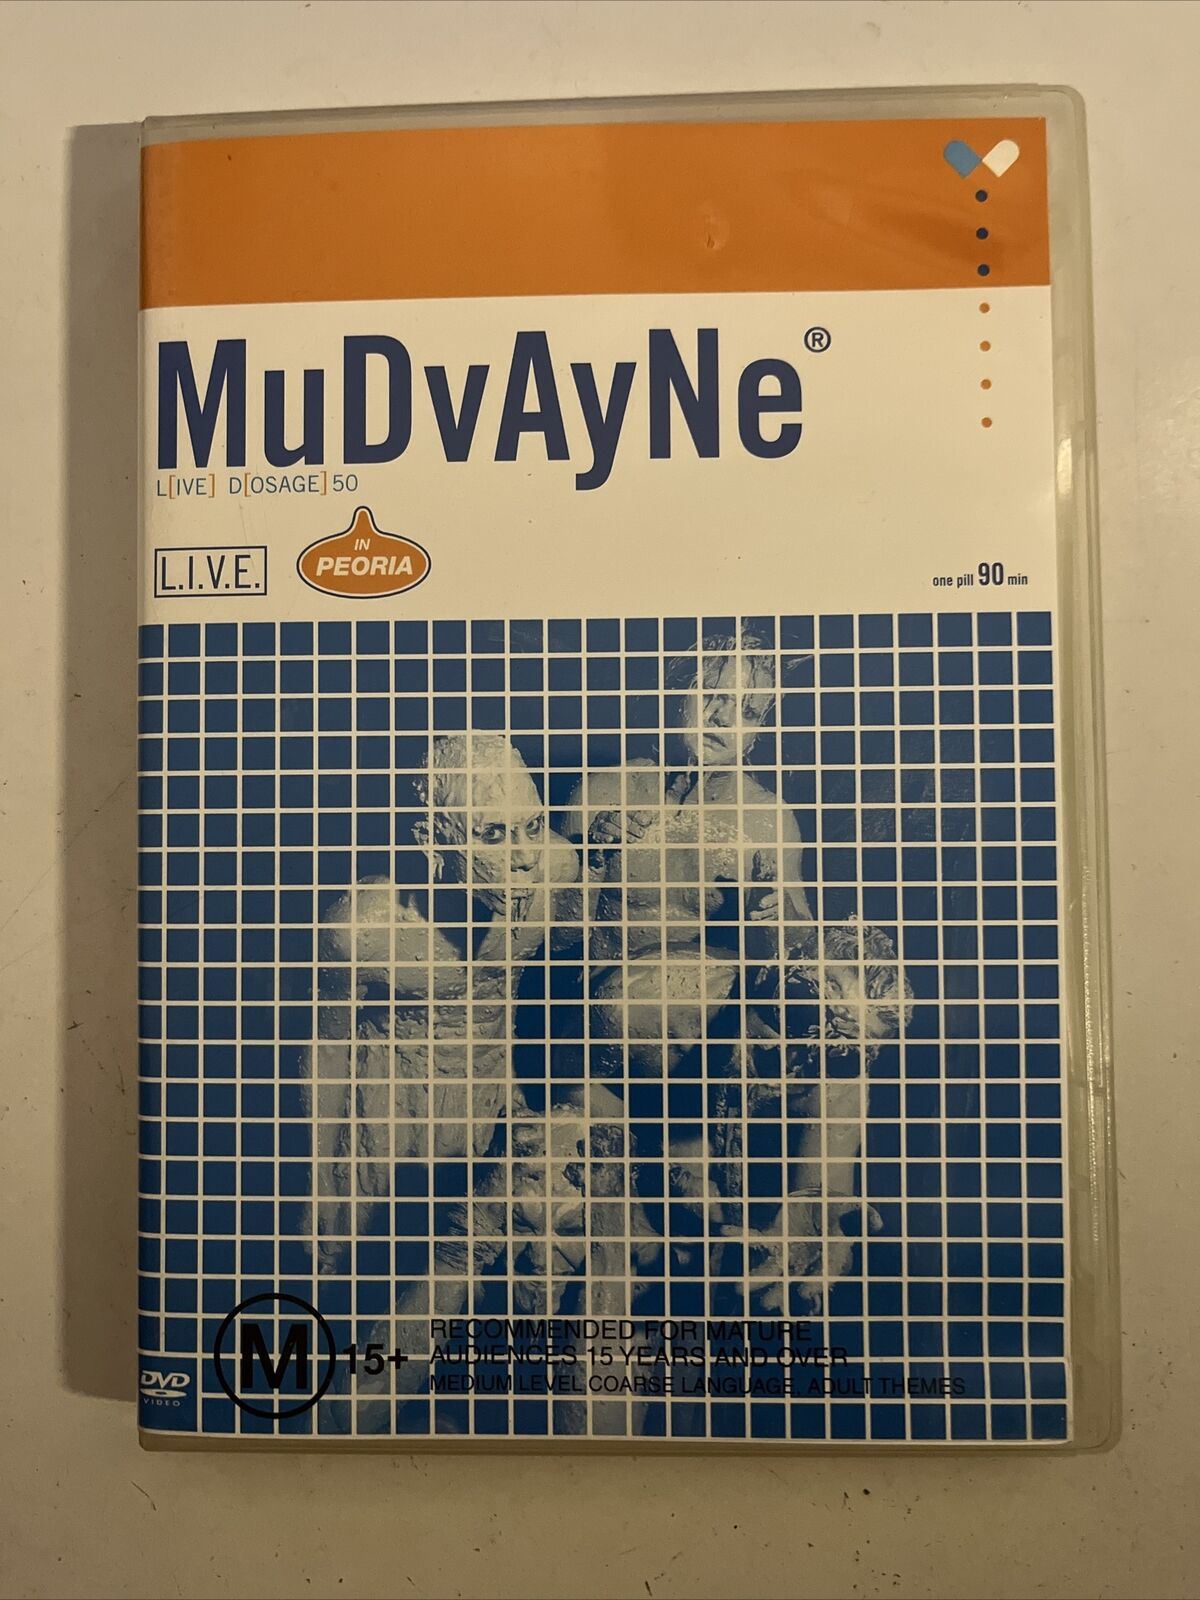 MuDvAyNe®
L[IVE] D[OSAGE] 50
L.I.V.E.
IN
PEORIA
one pill 90 min
M 15+
RECOMMENDED FOR MATURE
AUDIENCES 15 YEARS AND OVER
MEDIUM LEVEL COARSE LANGUAGE, ADULT THEMES
DVD
VIDEO